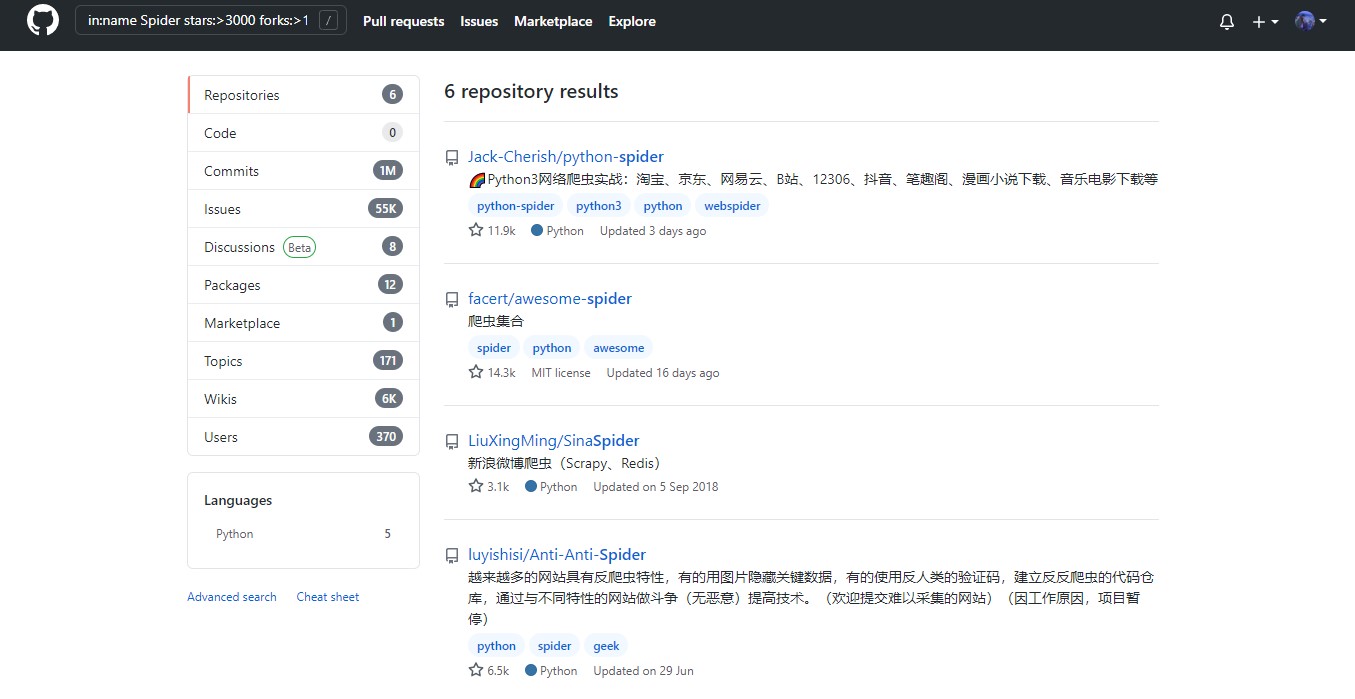 in:name Spider stars:>3000 forks:>1 /
Pull requests Issues Marketplace Explore
Repositories 6
Code 0
Commits 1M
Issues 55K
Discussions Beta 8
Packages 12
Marketplace 1
Topics 171
Wikis 6K
Users 370
Languages
Python 5
Advanced search Cheat sheet
6 repository results
Jack-Cherish/python-spider
🌈Python3网络爬虫实战：淘宝、京东、网易云、B站、12306、抖音、笔趣阁、漫画小说下载、音乐电影下载等
python-spider python3 python webspider
11.9k Python Updated 3 days ago
facert/awesome-spider
爬虫集合
spider python awesome
14.3k MIT license Updated 16 days ago
LiuXingMing/SinaSpider
新浪微博爬虫（Scrapy、Redis）
3.1k Python Updated on 5 Sep 2018
luyishisi/Anti-Anti-Spider
越来越多的网站具有反爬虫特性，有的用图片隐藏关键数据，有的使用反人类的验证码，建立反反爬虫的代码仓
库，通过与不同特性的网站做斗争（无恶意）提高技术。（欢迎提交难以采集的网站）（因工作原因，项目暂
停）
python spider geek
6.5k Python Updated on 29 Jun